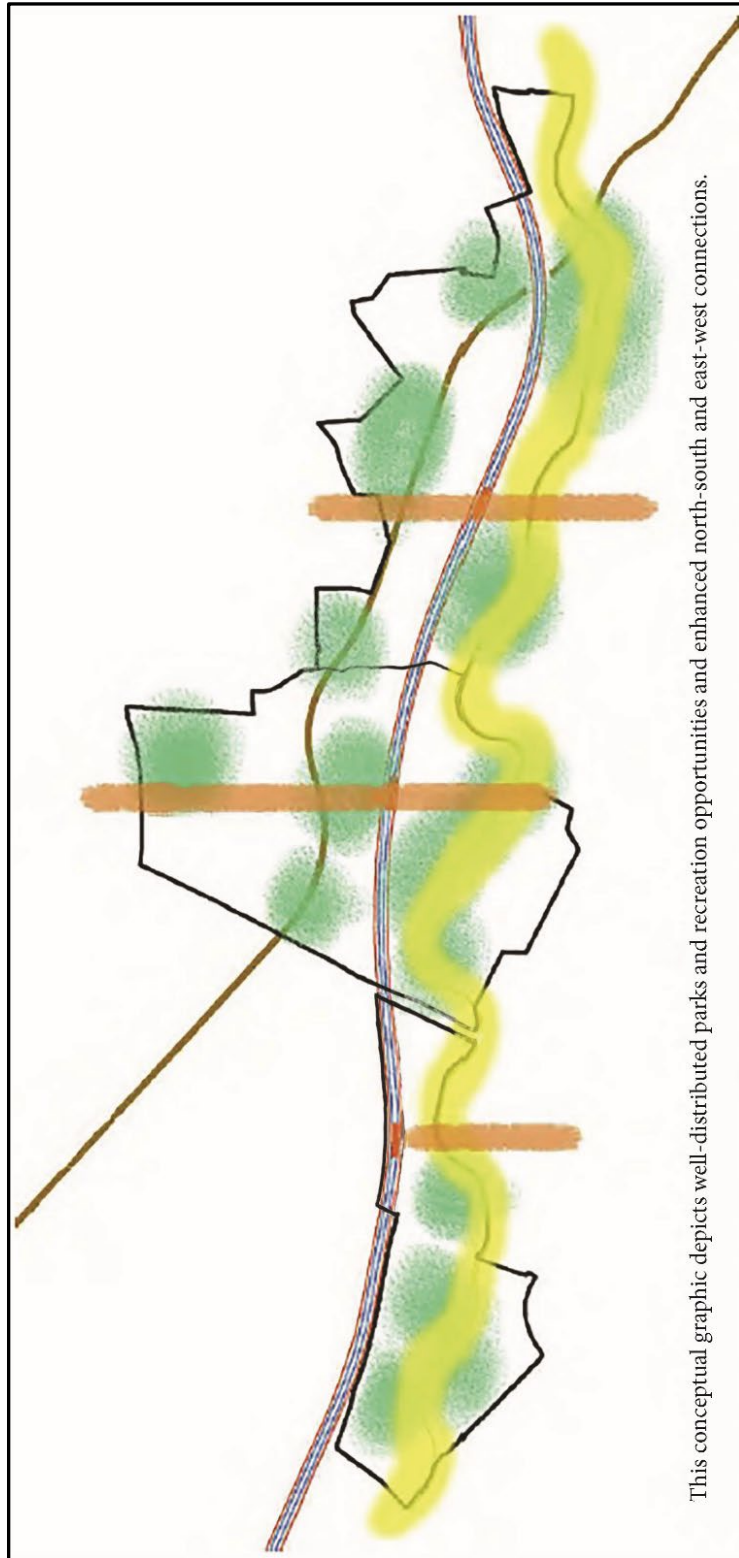 This conceptual graphic depicts well-distributed parks and recreation opportunities and enhanced north-south and east-west connections.